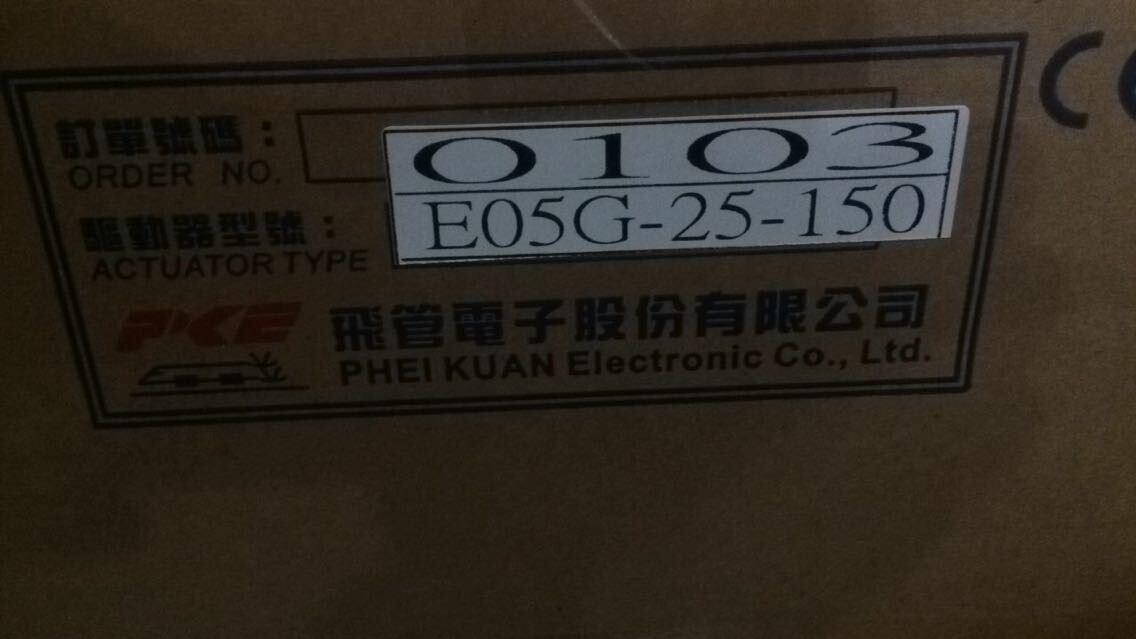 訂單號碼：
ORDER NO.
0103
驅動器型號：
ACTUATOR TYPE
E05G-25-150
PKE
飛管電子股份有限公司
PHEI KUAN Electronic Co., Ltd.
CE